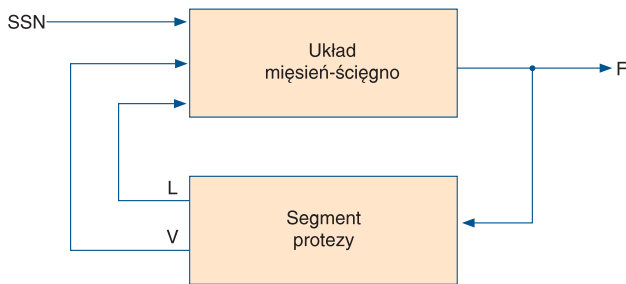 SSN
Układ
mięsień-ścięgno
F
L
Segment
protezy
V